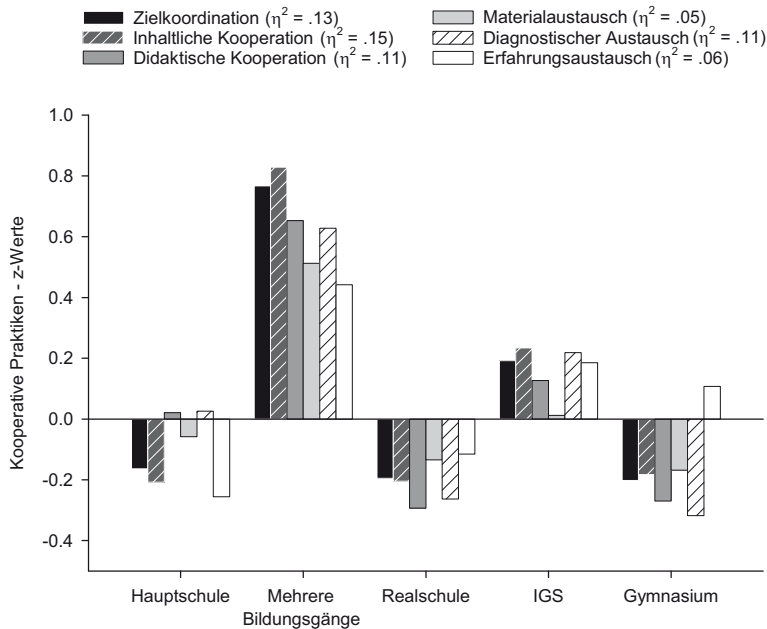 Zielkoordination (η² = .13)
Inhaltliche Kooperation (η² = .15)
Didaktische Kooperation (η² = .11)
Materialaustausch (η² = .05)
Diagnostischer Austausch (η² = .11)
Erfahrungsaustausch (η² = .06)
Kooperative Praktiken - z-Werte
1.0
0.8
0.6
0.4
0.2
0.0
-0.2
-0.4
Hauptschule
Mehrere
Bildungsgänge
Realschule
IGS
Gymnasium